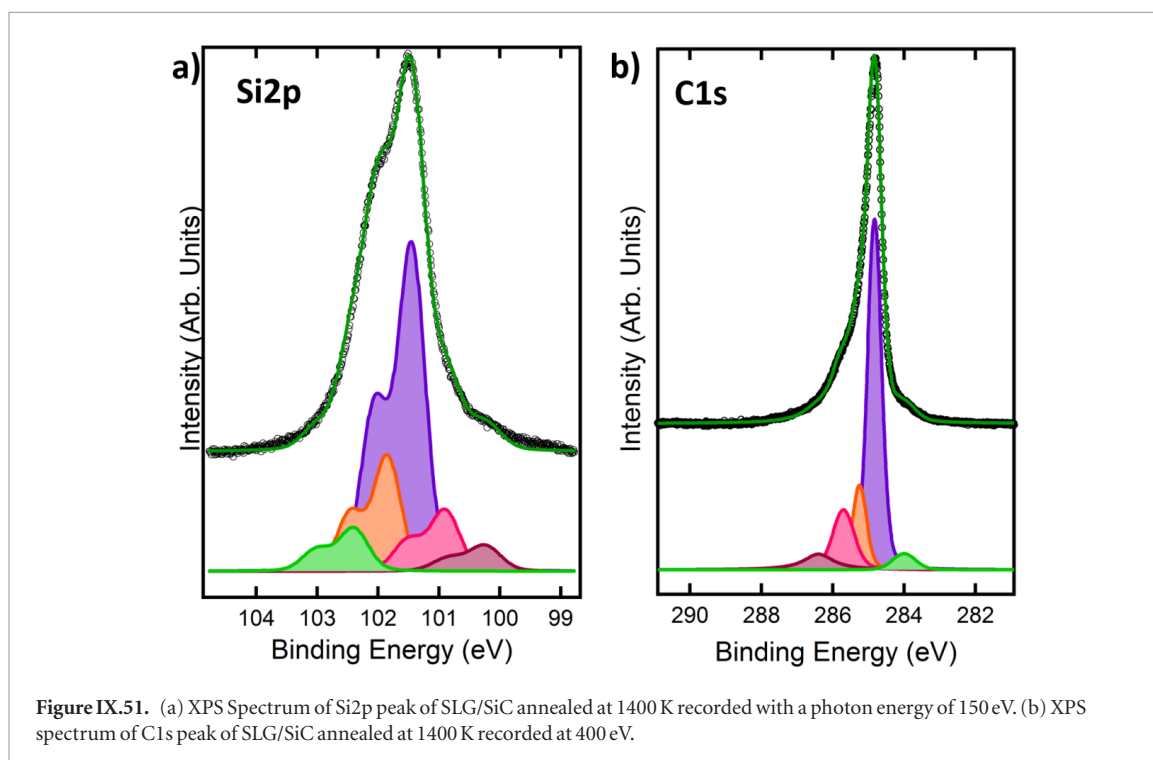 a)
Si2p
Intensity (Arb. Units)
104 103 102 101 100 99
Binding Energy (eV)
b)
C1s
Intensity (Arb. Units)
290 288 286 284 282
Binding Energy (eV)
Figure IX.51. (a) XPS Spectrum of Si2p peak of SLG/SiC annealed at 1400 K recorded with a photon energy of 150 eV. (b) XPS
spectrum of C1s peak of SLG/SiC annealed at 1400 K recorded at 400 eV.